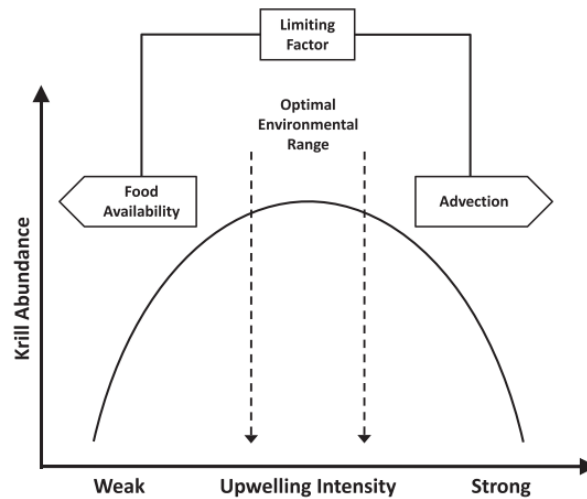 Limiting
Factor
Optimal
Environmental
Range
Food
Availability
Advection
Krill Abundance
Weak
Upwelling Intensity
Strong